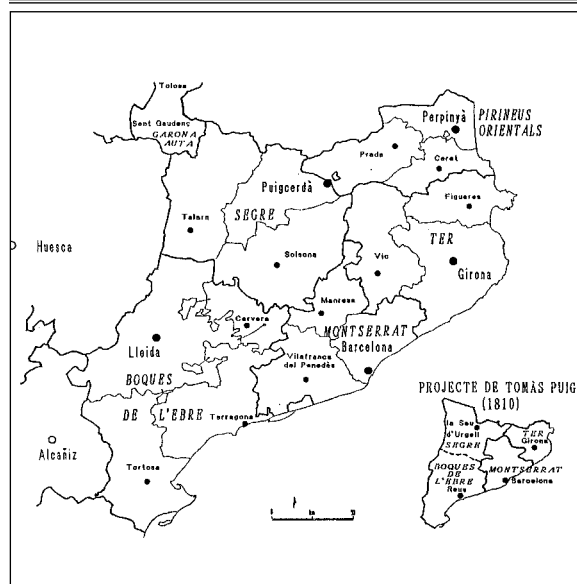 Tolosa
Sent Gaudenç
GARONA
AUTA
Perpinyà
PIRINEUS
ORIENTALS
Prada
Ceret
Puigcerdà
Figueres
Talarn
SEGRE
TER
Huesca
Solsona
Vic
Girona
Manresa
Cervera
MONTSERRAT
Lleida
Barcelona
Vilafranca
del Penedès
BOQUES
DE L'EBRE
Tarragona
Alcañiz
Tortosa
PROJECTE DE TOMÀS PUIG
(1810)
la Seu
d'Urgell
SEGRE
TER
Girona
BOQUES
DE
L'EBRE
Reus
MONTSERRAT
Barcelona